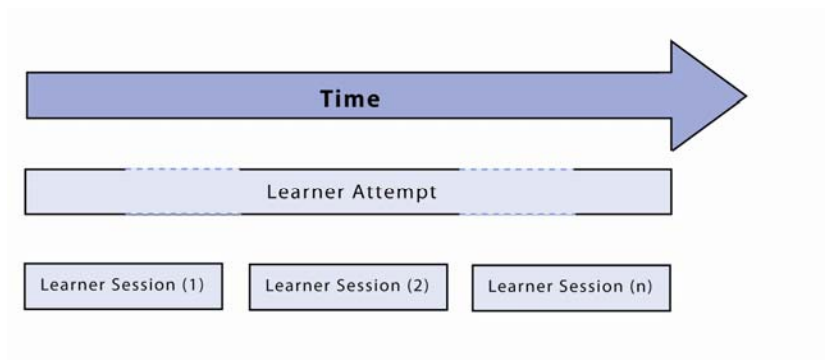 Time
Learner Attempt
Learner Session (1)
Learner Session (2)
Learner Session (n)